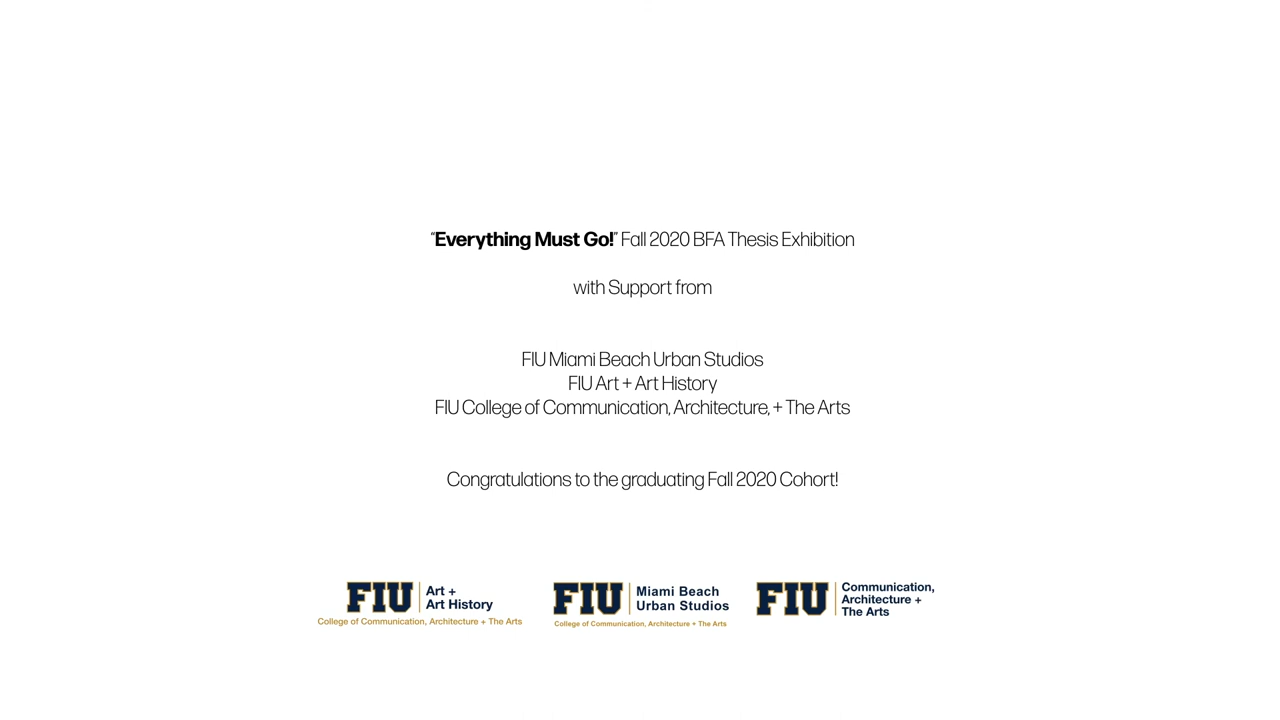 “Everything Must Go!” Fall 2020 BFA Thesis Exhibition
with Support from
FIU Miami Beach Urban Studios
FIU Art + Art History
FIU College of Communication, Architecture, + The Arts
Congratulations to the graduating Fall 2020 Cohort!
FIU Art +
Art History
College of Communication, Architecture + The Arts
FIU Miami Beach
Urban Studios
College of Communication, Architecture + The Arts
FIU Communication,
Architecture +
The Arts